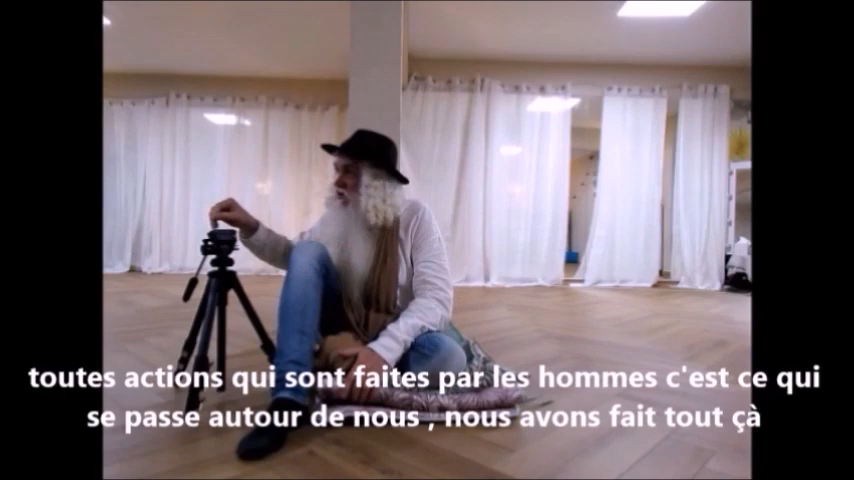 toutes actions qui sont faites par les hommes c'est ce qui
se passe autour de nous , nous avons fait tout çà